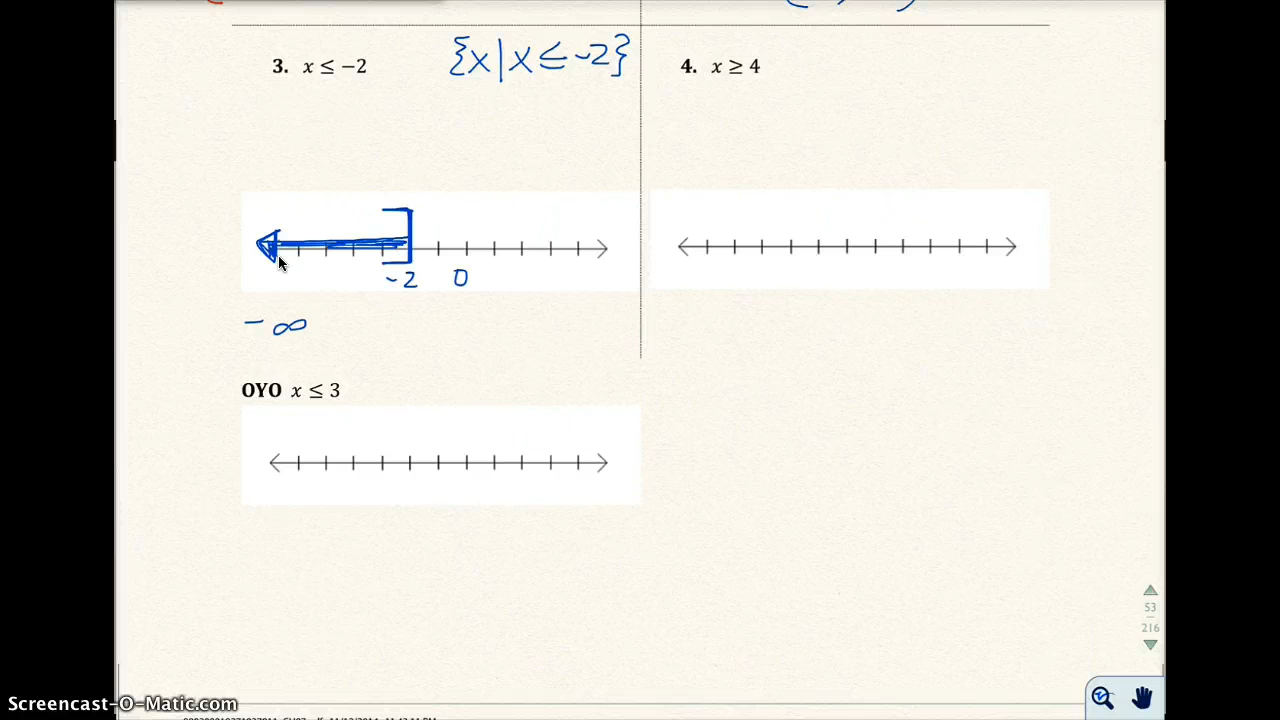 3. x ≤ −2
{x|x ≤ -2}
4. x ≥ 4
-2 0
- ∞
OYO x ≤ 3
53
216
Screencast-O-Matic.com